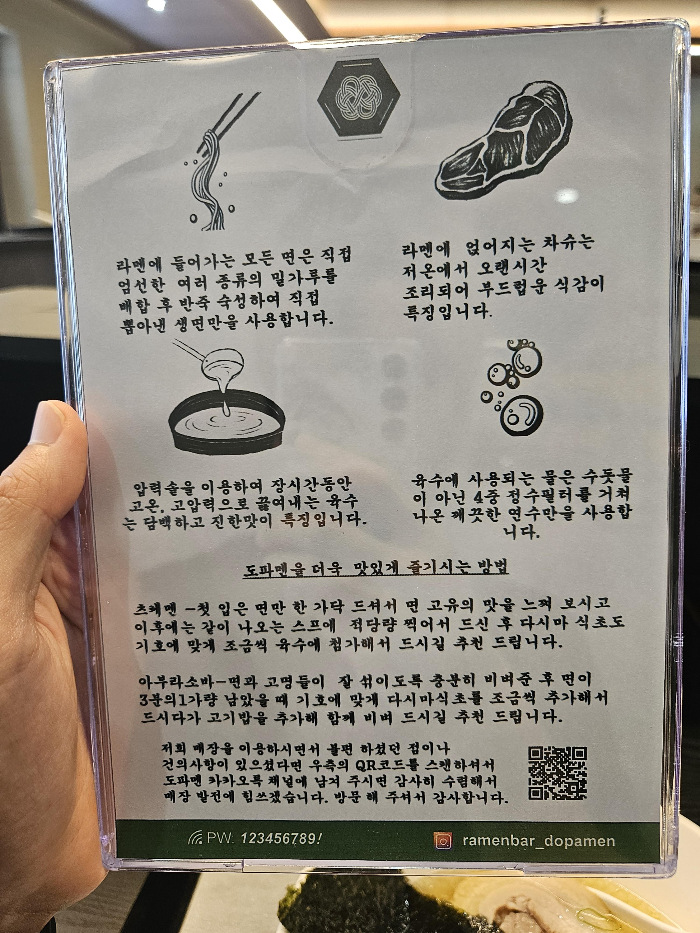 라멘에 들어가는 모든 면은 직접
엄선한 여러 종류의 밀가루를
배합 후 반죽 숙성하여 직접
뽑아낸 생면만을 사용합니다.
라멘에 얹어지는 차슈는
저온에서 오랜시간
조리되어 부드럽운 식감이
특징입니다.
압력솥을 이용하여 장시간동안
고온, 고압력으로 끓여내는 육수
는 담백하고 진한맛이 특징입니다.
육수에 사용되는 물은 수돗물
이 아닌 4중 정수필터를 거쳐
나온 깨끗한 연수만을 사용합
니다.
도파멘을 더욱 맛있게 즐기시는 방법
츠케멘 -첫 입은 면만 한 가닥 드셔서 면 고유의 맛을 느껴 보시고
이후에는 같이 나오는 스프에 적당량 찍어서 드신 후 다시마 식초도
기호에 맞게 조금씩 육수에 첨가해서 드시길 추천 드립니다.
아부라소바-면과 고명들이 잘 섞이도록 충분히 비벼준 후 면이
3분의1가량 남았을 때 기호에 맞게 다시마식초를 조금씩 추가해서
드시다가 고기밥을 추가해 함께 비벼 드시길 추천 드립니다.
저희 매장을 이용하시면서 불편 하셨던 점이나
건의사항이 있으셨다면 우측의 QR코드를 스캔하셔서
도파멘 카카오톡 채널에 남겨 주시면 감사히 수렴해서
매장 발전에 힘쓰겠습니다. 방문 해 주셔서 감사합니다.
PW. 123456789!
ramenbar_dopamen